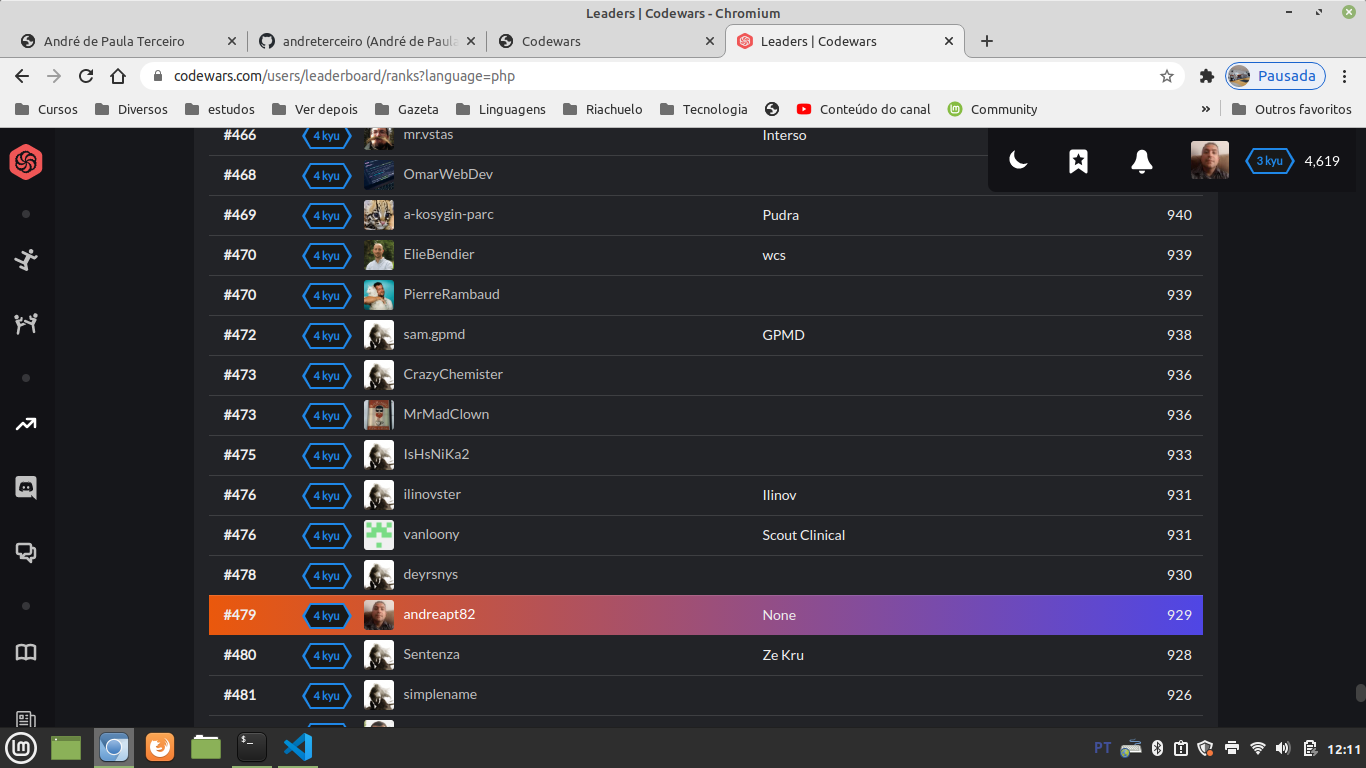 Leaders | Codewars - Chromium
André de Paula Terceiro
andreterceiro (André de Paula
Codewars
Leaders | Codewars
codewars.com/users/leaderboard/ranks?language=php
Pausada
Cursos Diversos estudos Ver depois Gazeta Linguagens Riachuelo Tecnologia Conteúdo do canal Community » Outros favoritos
#466 4 kyu mr.vstas Interso
3 kyu 4,619
#468 4 kyu OmarWebDev
#469 4 kyu a-kosygin-parc Pudra 940
#470 4 kyu ElieBendier wcs 939
#470 4 kyu PierreRambaud 939
#472 4 kyu sam.gpmd GPMD 938
#473 4 kyu CrazyChemister 936
#473 4 kyu MrMadClown 936
#475 4 kyu IsHsNiKa2 933
#476 4 kyu ilinovster Ilinov 931
#476 4 kyu vanloony Scout Clinical 931
#478 4 kyu deyrsnys 930
#479 4 kyu andreapt82 None 929
#480 4 kyu Sentenza Ze Kru 928
#481 4 kyu simplename 926
PT 12:11